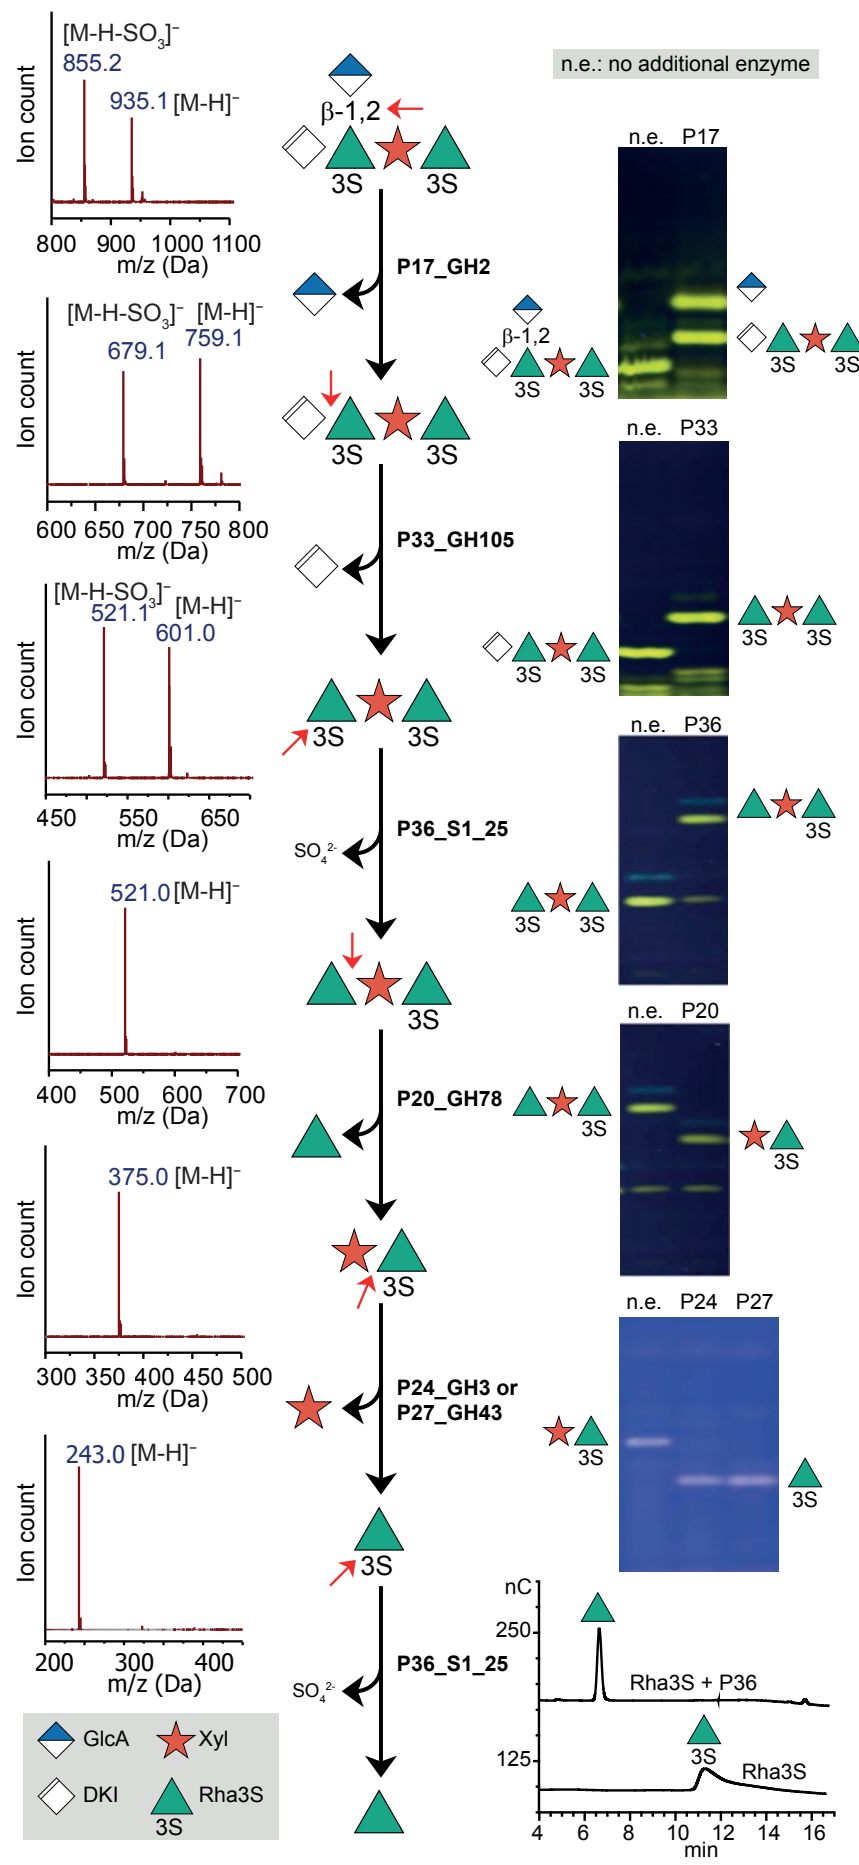 [M-H-SO3]⁻
855.2
935.1 [M-H]⁻
Ion count
800 900 1000 1100
m/z (Da)
β-1,2
3S 3S
n.e.: no additional enzyme
n.e. P17
P17_GH2
β-1,2
3S 3S
3S 3S
[M-H-SO3]⁻ [M-H]⁻
679.1 759.1
Ion count
600 650 700 750 800
m/z (Da)
3S 3S
n.e. P33
P33_GH105
3S 3S
3S 3S
[M-H-SO3]⁻
521.1 [M-H]⁻
601.0
Ion count
450 550 650
m/z (Da)
3S 3S
n.e. P36
P36_S1_25
SO4²⁻
3S
3S 3S
521.0 [M-H]⁻
Ion count
400 500 600 700
m/z (Da)
3S
n.e. P20
P20_GH78
3S
3S
375.0 [M-H]⁻
Ion count
300 350 400 450 500
m/z (Da)
3S
n.e. P24 P27
P24_GH3 or
P27_GH43
3S
3S
243.0 [M-H]⁻
Ion count
200 300 400
m/z (Da)
3S
P36_S1_25
SO4²⁻
nC
250
Rha3S + P36
3S
125
Rha3S
4 6 8 10 12 14 16
min
GlcA Xyl
DKI Rha3S
3S